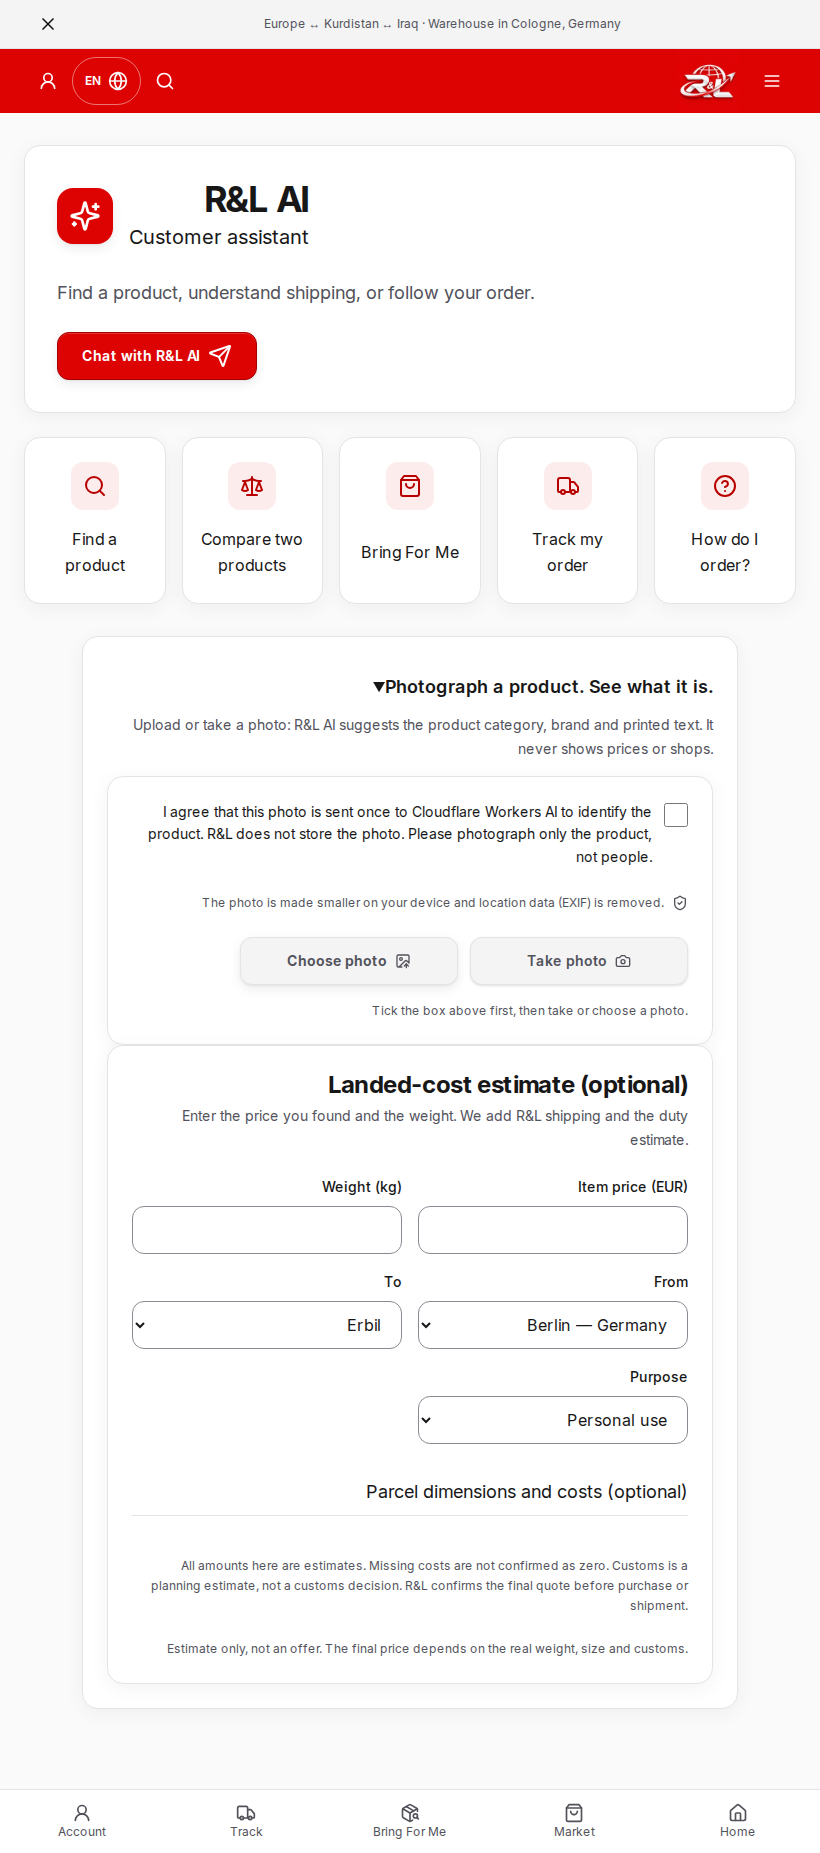 Europe ↔ Kurdistan ↔ Iraq · Warehouse in Cologne, Germany
EN
R&L
R&L AI
Customer assistant
Find a product, understand shipping, or follow your order.
Chat with R&L AI
Find a
product
Compare two
products
Bring For Me
Track my
order
How do I
order?
▼Photograph a product. See what it is.
Upload or take a photo: R&L AI suggests the product category, brand and printed text. It
never shows prices or shops.
I agree that this photo is sent once to Cloudflare Workers AI to identify the
product. R&L does not store the photo. Please photograph only the product,
not people.
The photo is made smaller on your device and location data (EXIF) is removed.
Choose photo
Take photo
Tick the box above first, then take or choose a photo.
Landed-cost estimate (optional)
Enter the price you found and the weight. We add R&L shipping and the duty
estimate.
Weight (kg)
Item price (EUR)
To
From
Erbil
Berlin — Germany
Purpose
Personal use
Parcel dimensions and costs (optional)
All amounts here are estimates. Missing costs are not confirmed as zero. Customs is a
planning estimate, not a customs decision. R&L confirms the final quote before purchase or
shipment.
Estimate only, not an offer. The final price depends on the real weight, size and customs.
Account
Track
Bring For Me
Market
Home